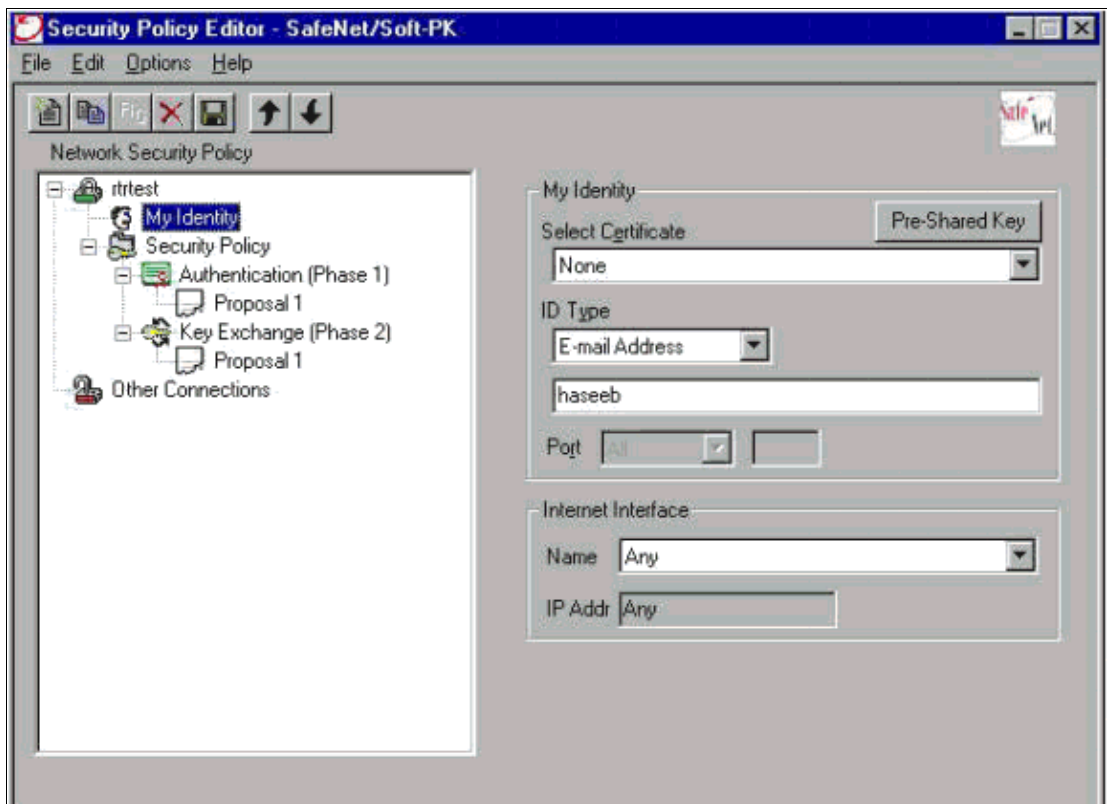 Security Policy Editor - SafeNet/Soft-PK
File Edit Options Help
Safe Net
Network Security Policy
rtrtest
My Identity
Security Policy
Authentication (Phase 1)
Proposal 1
Key Exchange (Phase 2)
Proposal 1
Other Connections
My Identity
Pre-Shared Key
Select Certificate
None
ID Type
E-mail Address
haseeb
Port All
Internet Interface
Name Any
IP Addr Any